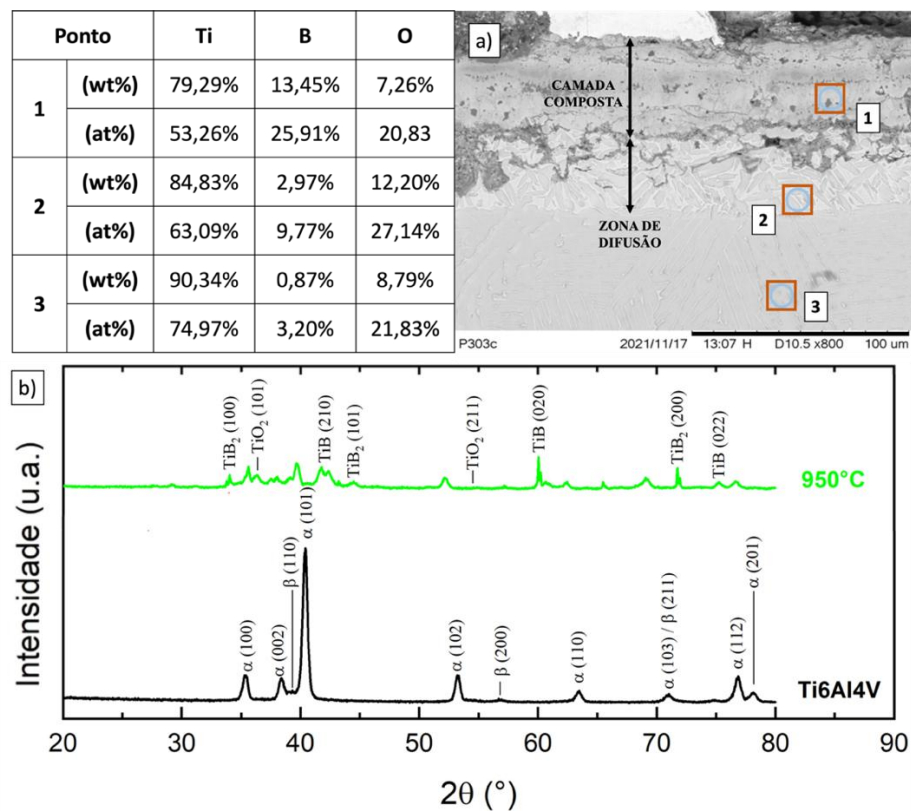 Ponto Ti B O
1 (wt%) 79,29% 13,45% 7,26%
(at%) 53,26% 25,91% 20,83
2 (wt%) 84,83% 2,97% 12,20%
(at%) 63,09% 9,77% 27,14%
3 (wt%) 90,34% 0,87% 8,79%
(at%) 74,97% 3,20% 21,83%
a)
CAMADA
COMPOSTA
1
ZONA DE
DIFUSÃO
2
3
P303c 2021/11/17 13:07 H D10.5 x800 100 um
b)
TiB₂ (100)
TiO₂ (101)
TiB (210)
TiB₂ (101)
TiO₂ (211)
TiB (020)
TiB₂ (200)
TiB (022)
950°C
α (100)
α (002)
β (110)
α (101)
α (102)
β (200)
α (110)
α (103) / β (211)
α (112)
α (201)
Ti6Al4V
Intensidade (u.a.)
20 30 40 50 60 70 80 90
2θ (°)